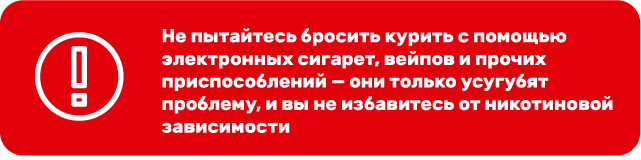 Не пытайтесь бросить курить с помощью
электронных сигарет, вейпов и прочих
приспособлений — они только усугубят
проблему, и вы не избавитесь от никотиновой
зависимости